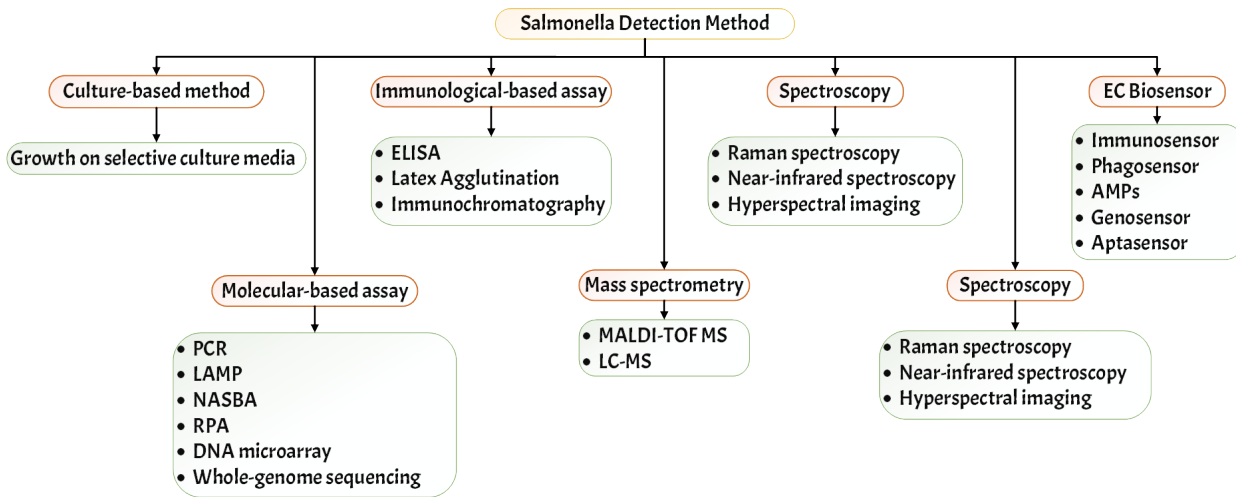 Salmonella Detection Method
Culture-based method
Growth on selective culture media
Molecular-based assay
• PCR
• LAMP
• NASBA
• RPA
• DNA microarray
• Whole-genome sequencing
Immunological-based assay
• ELISA
• Latex Agglutination
• Immunochromatography
Mass spectrometry
• MALDI-TOF MS
• LC-MS
Spectroscopy
• Raman spectroscopy
• Near-infrared spectroscopy
• Hyperspectral imaging
Spectroscopy
• Raman spectroscopy
• Near-infrared spectroscopy
• Hyperspectral imaging
EC Biosensor
• Immunosensor
• Phagosensor
• AMPs
• Genosensor
• Aptasensor